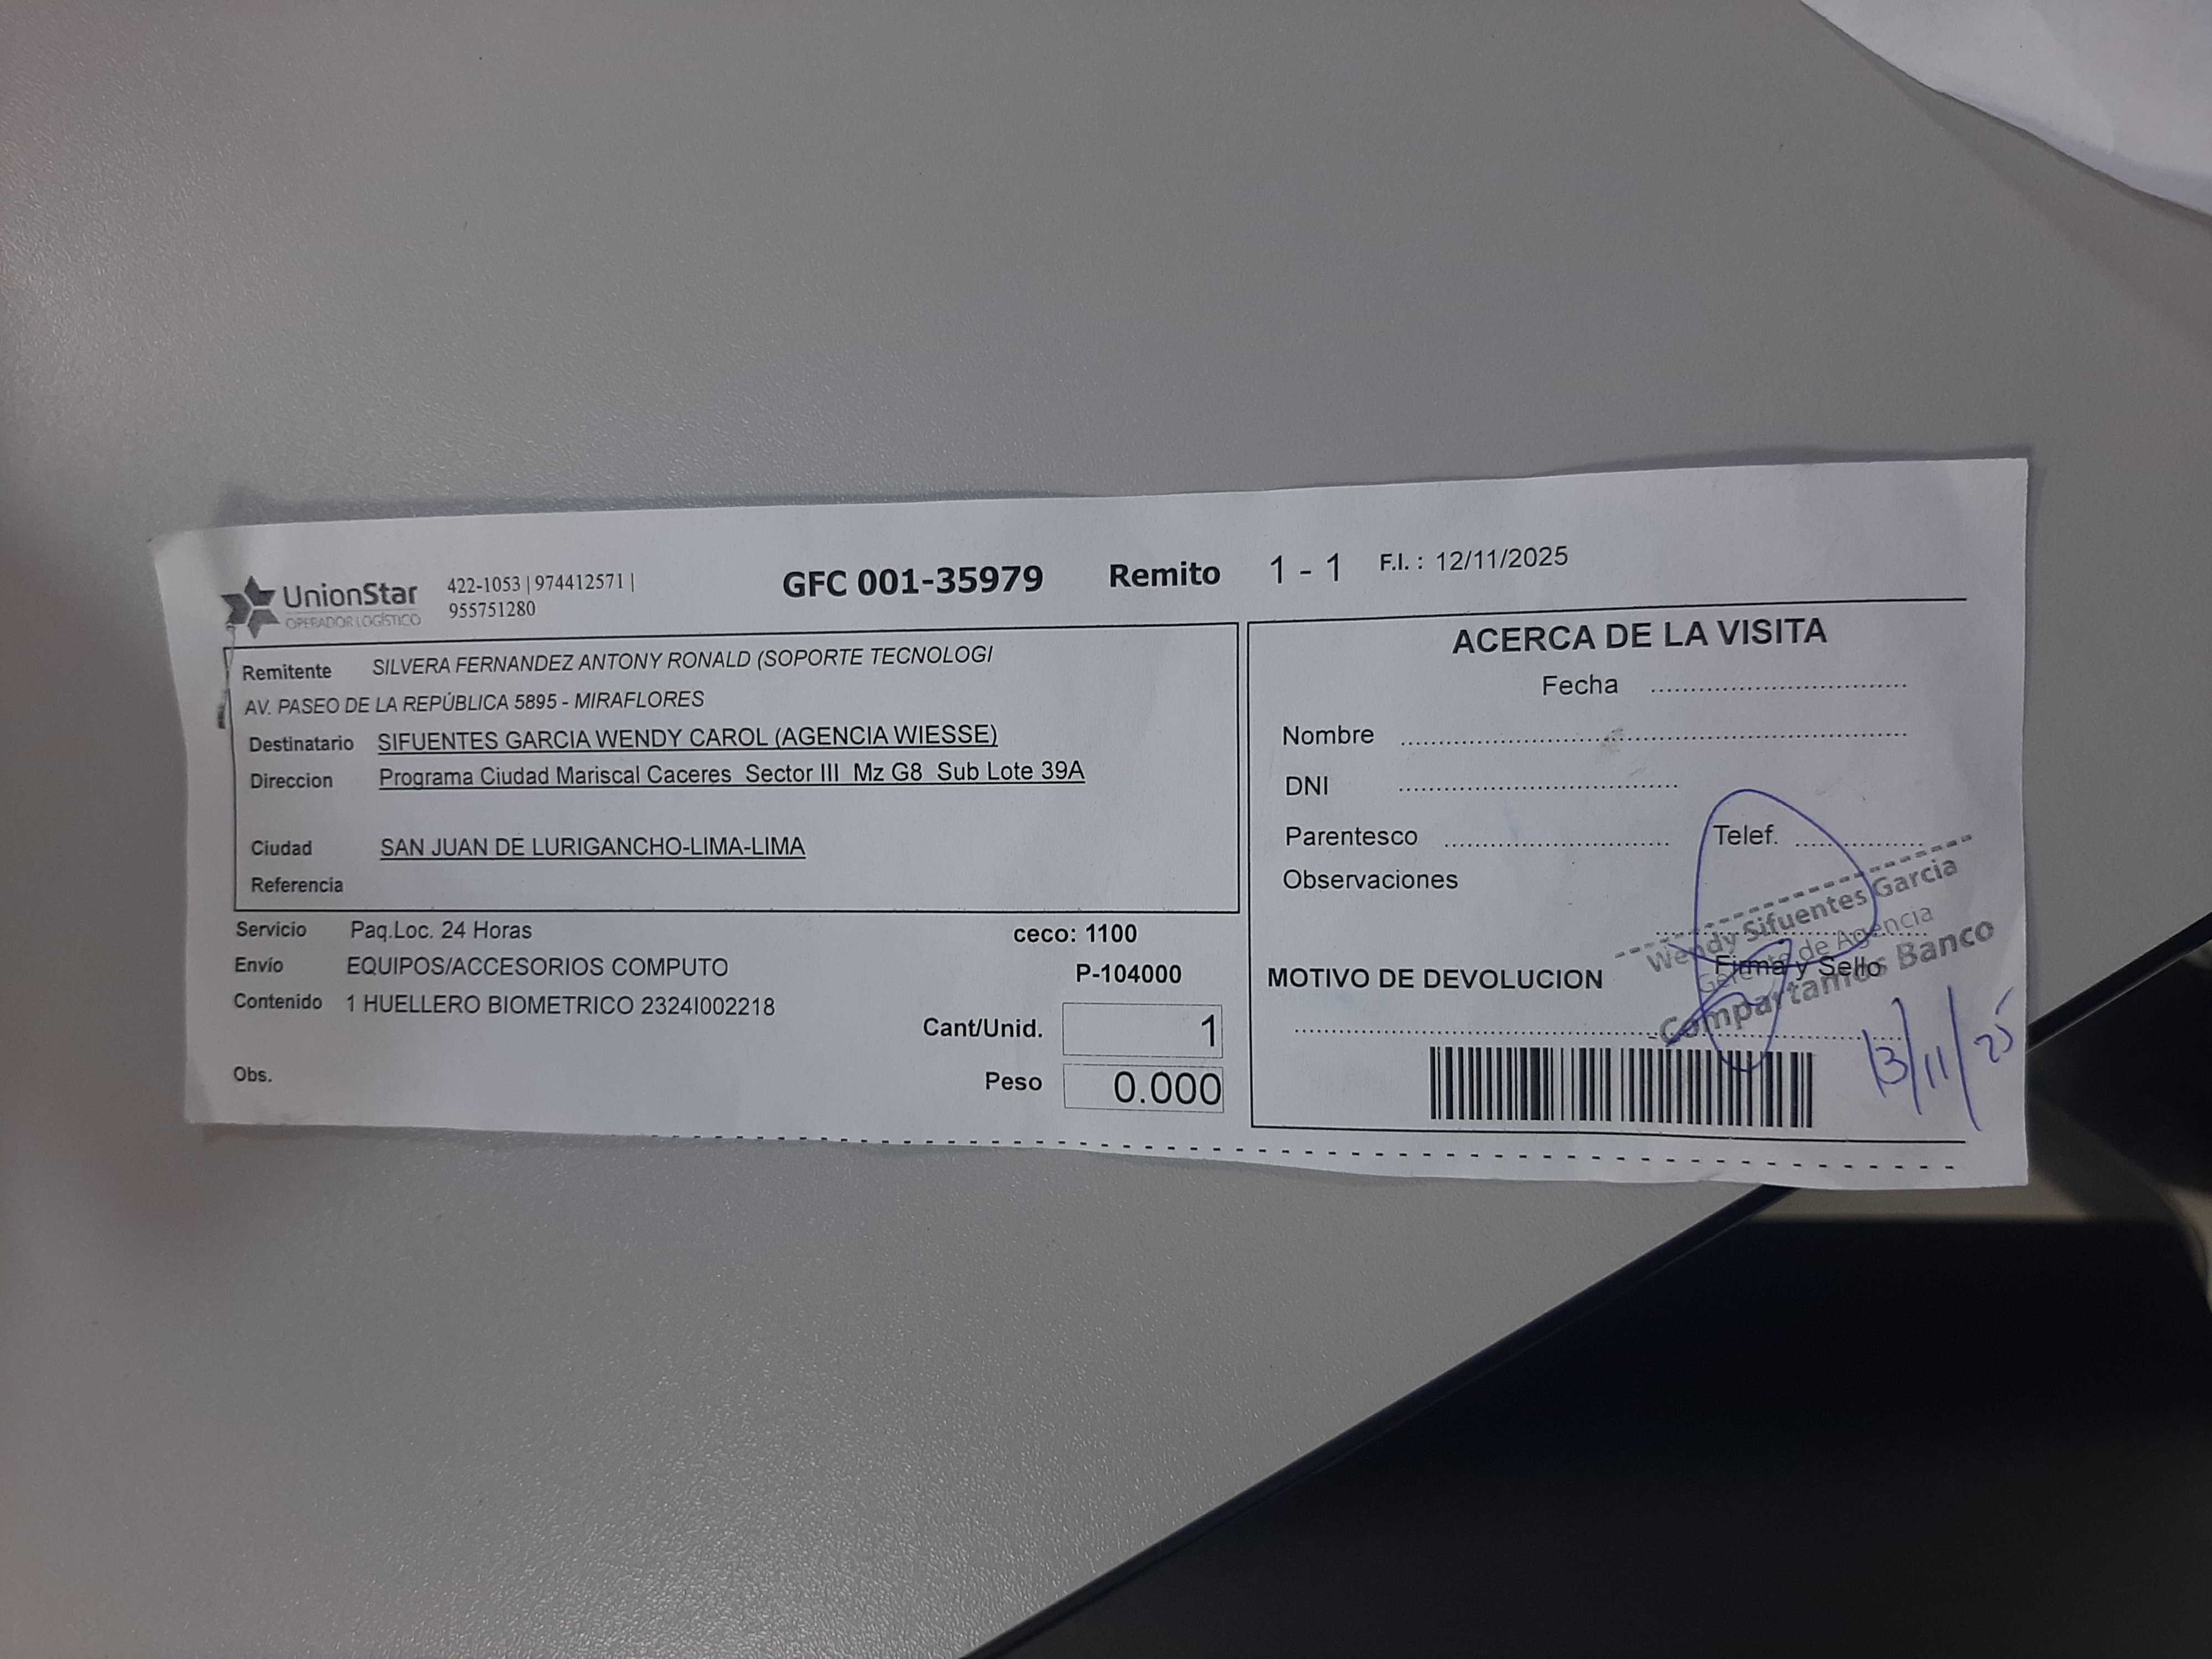 UnionStar
OPERADOR LOGÍSTICO
422-1053 | 974412571 |
955751280
GFC 001-35979 Remito 1 - 1 F.I. : 12/11/2025
Remitente SILVERA FERNANDEZ ANTONY RONALD (SOPORTE TECNOLOGI
AV. PASEO DE LA REPÚBLICA 5895 - MIRAFLORES
Destinatario SIFUENTES GARCIA WENDY CAROL (AGENCIA WIESSE)
Direccion Programa Ciudad Mariscal Caceres Sector III Mz G8 Sub Lote 39A
Ciudad SAN JUAN DE LURIGANCHO-LIMA-LIMA
Referencia
Servicio Paq.Loc. 24 Horas ceco: 1100
Envío EQUIPOS/ACCESORIOS COMPUTO P-104000
Contenido 1 HUELLERO BIOMETRICO 2324I002218
Cant/Unid. 1
Obs. Peso 0.000
ACERCA DE LA VISITA
Fecha
Nombre
DNI
Parentesco Telef.
Observaciones
Wendy Sifuentes Garcia
Gerente de Agencia
Compartamos Banco
Firma y Sello
MOTIVO DE DEVOLUCION
13/11/25